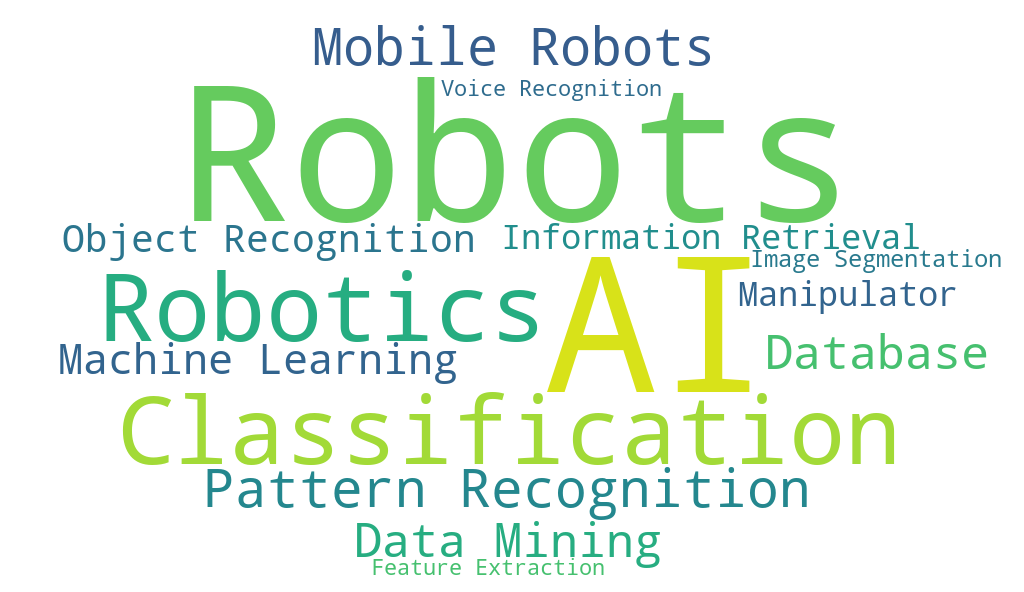 Mobile Robots
Voice Recognition
Robots
Object Recognition
Information Retrieval
Image Segmentation
Robotics
AI
Manipulator
Machine Learning
Database
Classification
Pattern Recognition
Data Mining
Feature Extraction